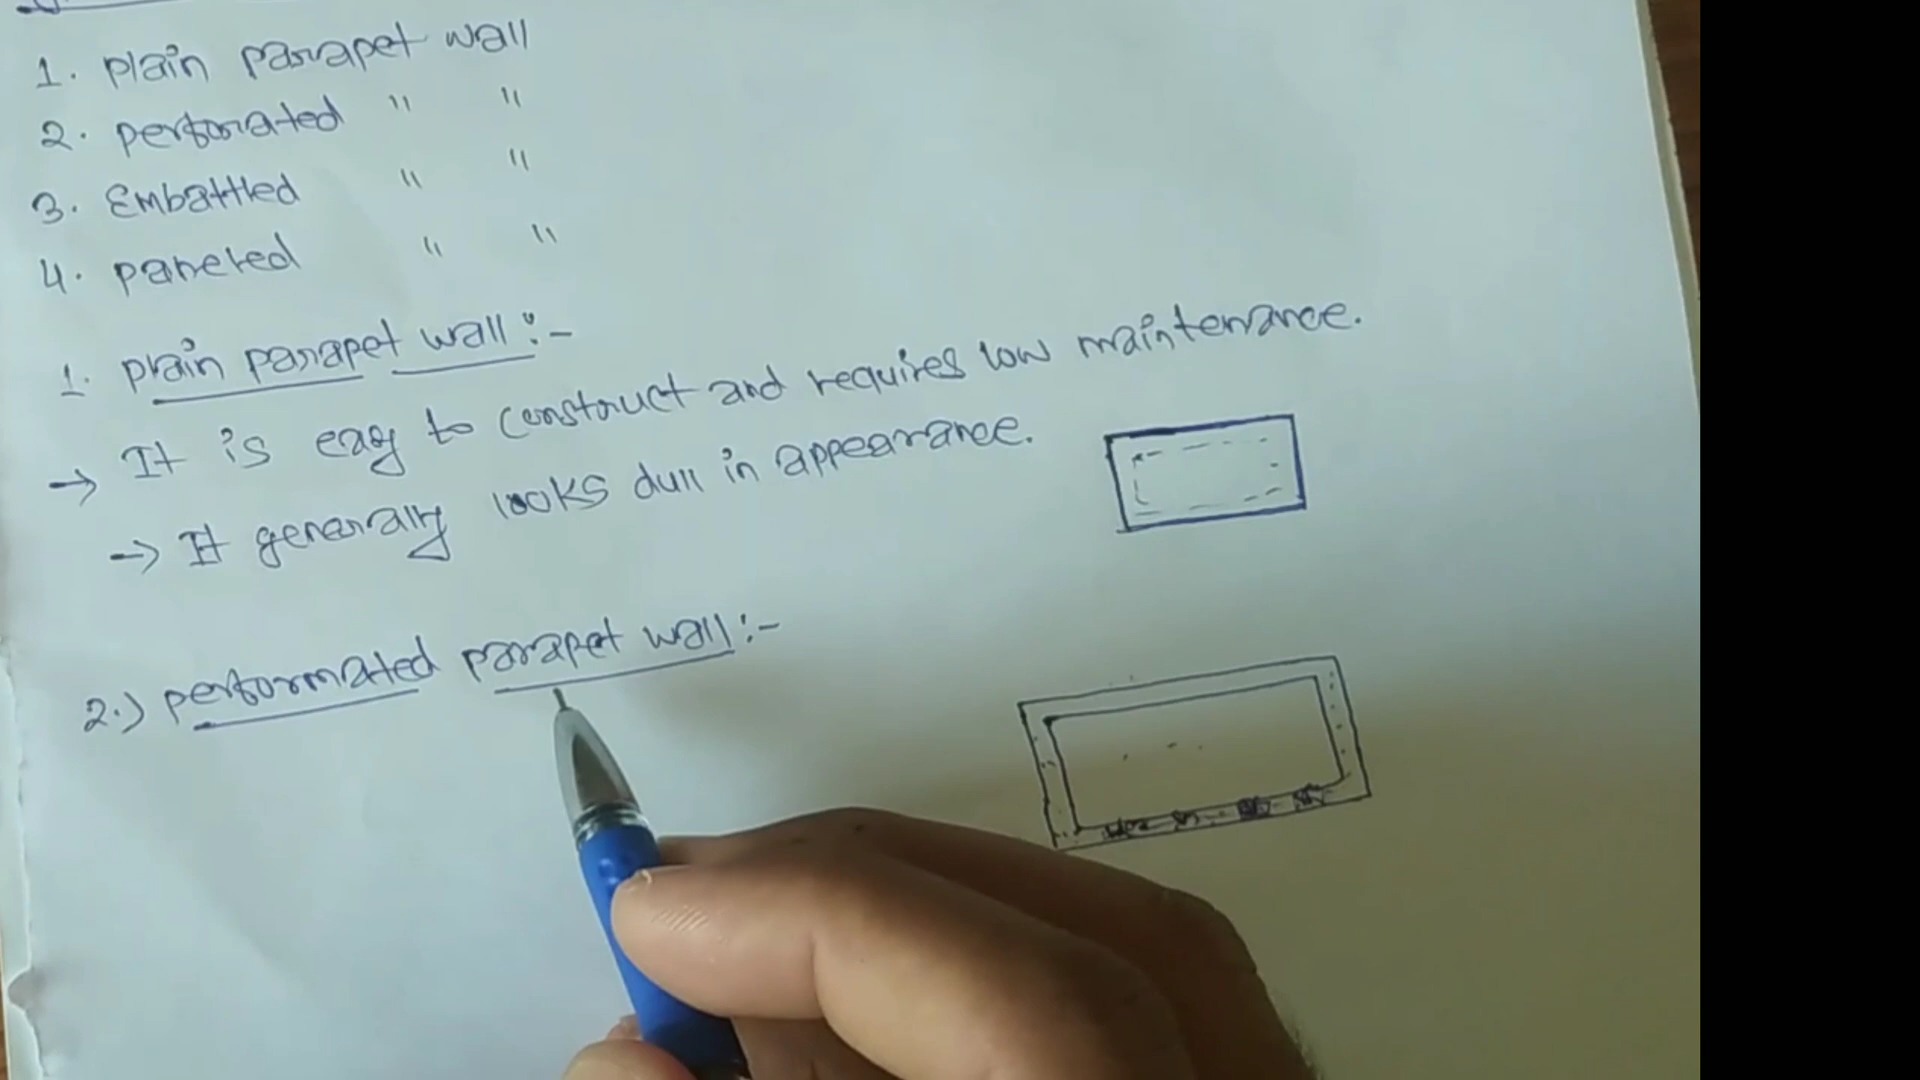 1. plain parapet wall
2. perforated " "
3. Embattled " "
4. paneled " "
1. plain parapet wall :-
→ It is easy to construct and requires low maintenance.
→ It generally looks dull in appearance.
2.) performated parapet wall :-